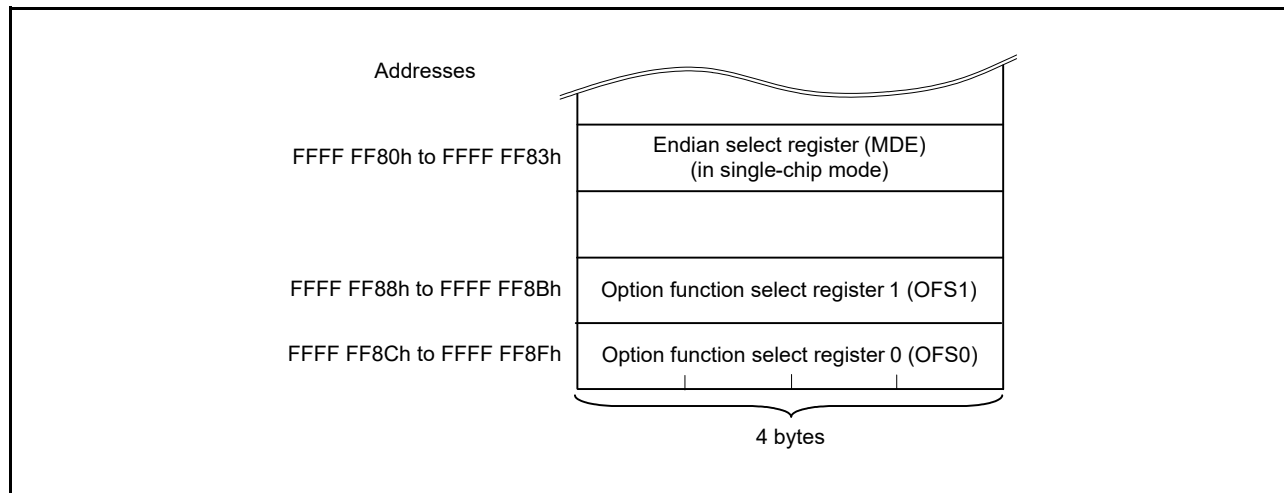 Addresses
FFFF FF80h to FFFF FF83h
Endian select register (MDE)
(in single-chip mode)
FFFF FF88h to FFFF FF8Bh
Option function select register 1 (OFS1)
FFFF FF8Ch to FFFF FF8Fh
Option function select register 0 (OFS0)
4 bytes